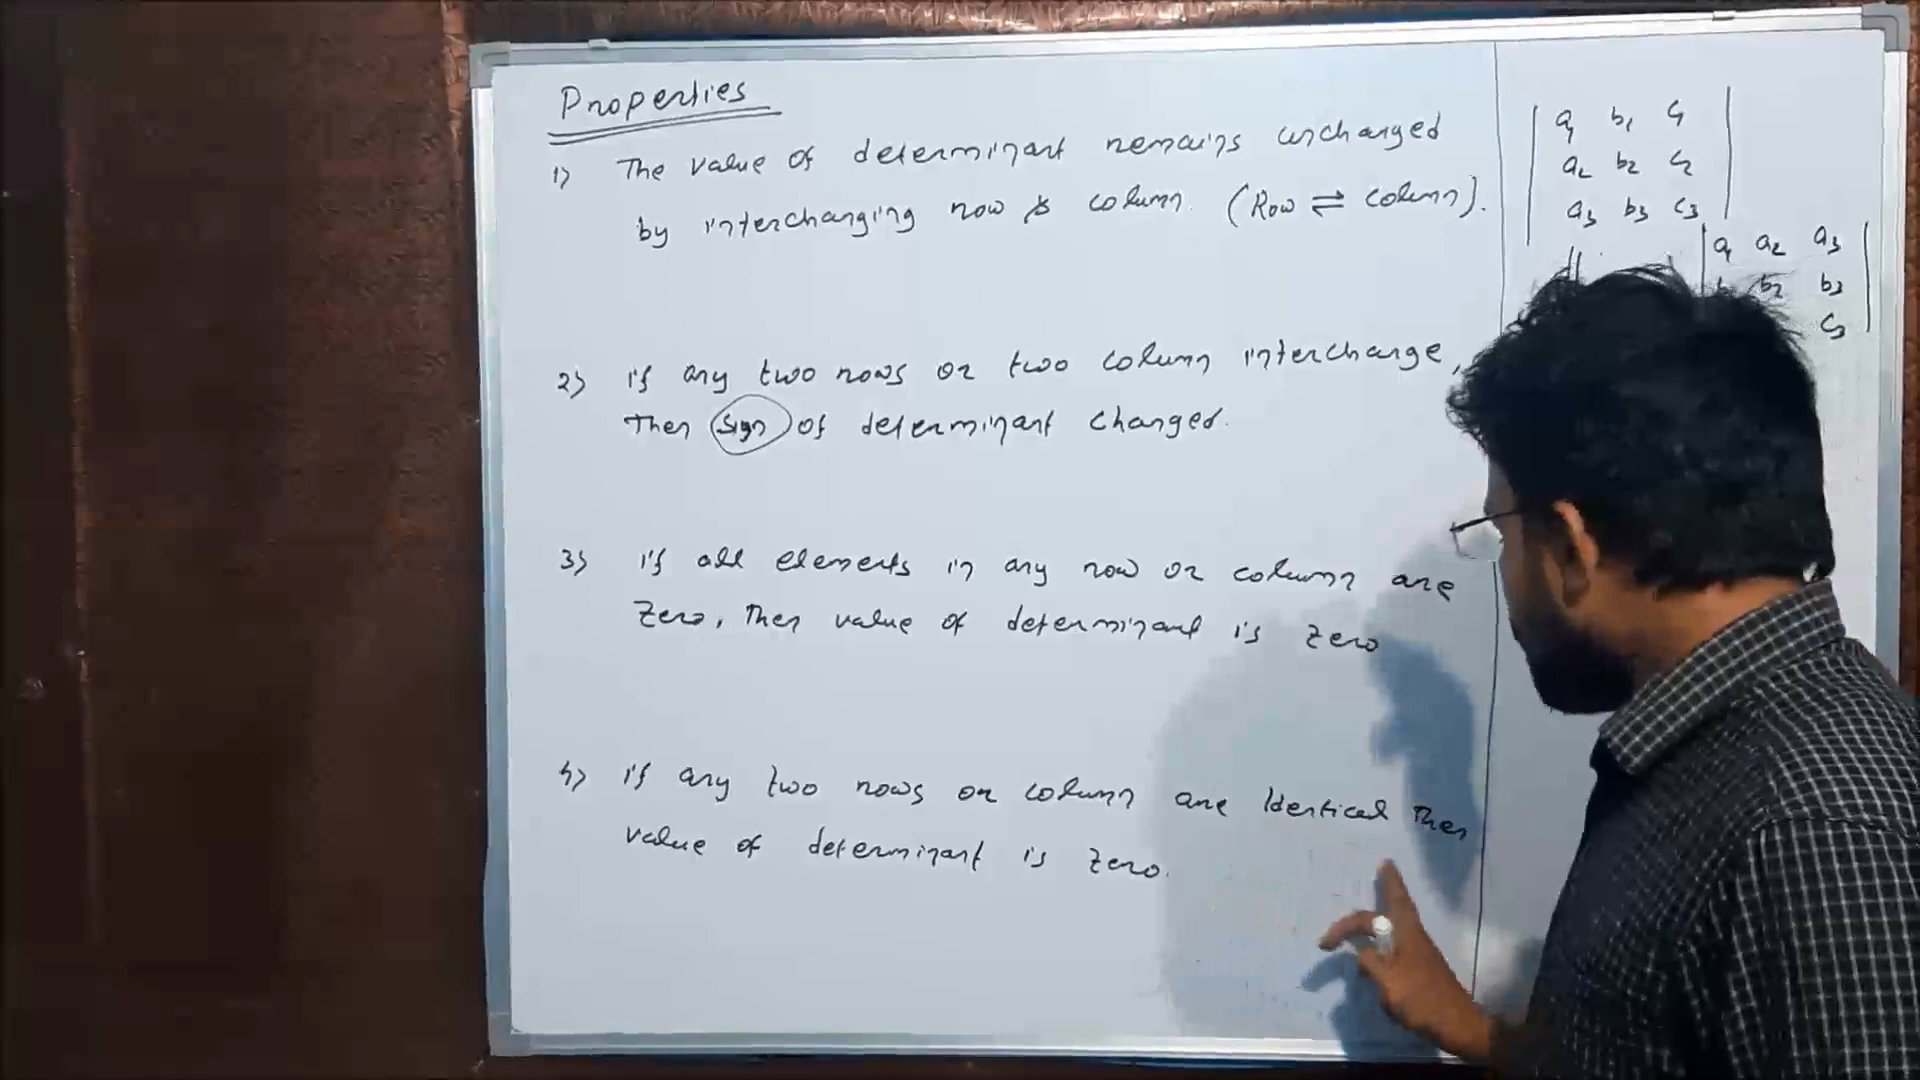 Properties
1) The value of determinant remains unchanged
by interchanging row & column. (Row ⇌ column).
2) if any two rows or two column interchange,
Then Sign of determinant changed.
3) if all elements in any row or column are
Zero, Then value of determinant is zero
4) if any two rows or column are Identical Then
value of determinant is zero.
a₁ b₁ c₁
a₂ b₂ c₂
a₃ b₃ c₃
a₁ a₂ a₃
b₂ b₃
c₃